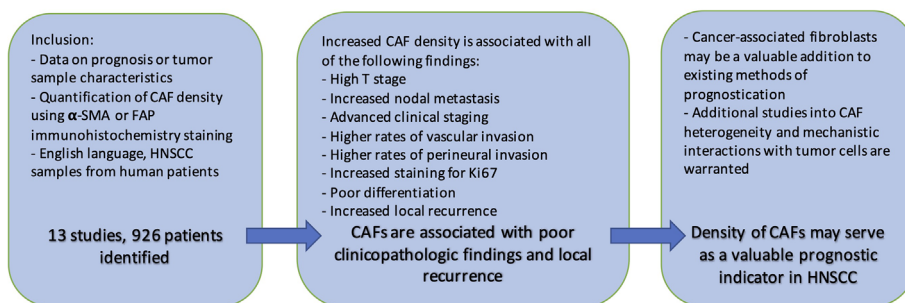 Inclusion:
- Data on prognosis or tumor
sample characteristics
- Quantification of CAF density
using α-SMA or FAP
immunohistochemistry staining
- English language, HNSCC
samples from human patients
13 studies, 926 patients
identified
Increased CAF density is associated with all
of the following findings:
- High T stage
- Increased nodal metastasis
- Advanced clinical staging
- Higher rates of vascular invasion
- Higher rates of perineural invasion
- Increased staining for Ki67
- Poor differentiation
- Increased local recurrence
CAFs are associated with poor
clinicopathologic findings and local
recurrence
- Cancer-associated fibroblasts
may be a valuable addition to
existing methods of
prognostication
- Additional studies into CAF
heterogeneity and mechanistic
interactions with tumor cells are
warranted
Density of CAFs may serve
as a valuable prognostic
indicator in HNSCC